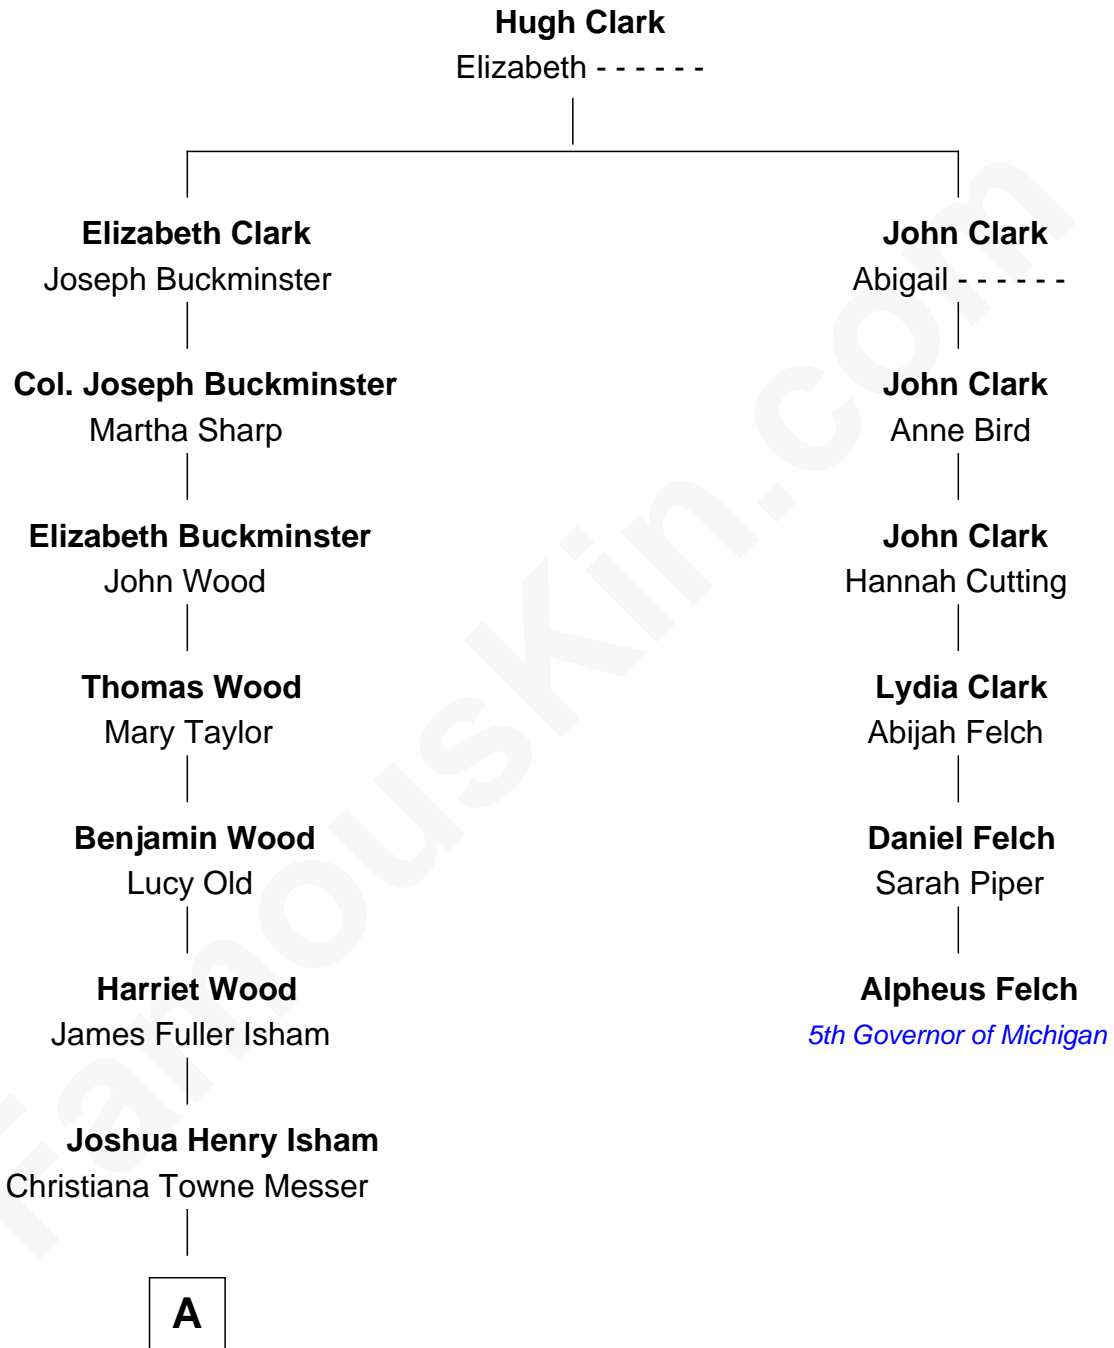 Hugh Clark
Elizabeth - - - - - -
Elizabeth Clark
Joseph Buckminster
John Clark
Abigail - - - - - -
Col. Joseph Buckminster
Martha Sharp
John Clark
Anne Bird
Elizabeth Buckminster
John Wood
John Clark
Hannah Cutting
Thomas Wood
Mary Taylor
Lydia Clark
Abijah Felch
Benjamin Wood
Lucy Old
Daniel Felch
Sarah Piper
Harriet Wood
James Fuller Isham
Alpheus Felch
5th Governor of Michigan
Joshua Henry Isham
Christiana Towne Messer
A
FamousKin.com